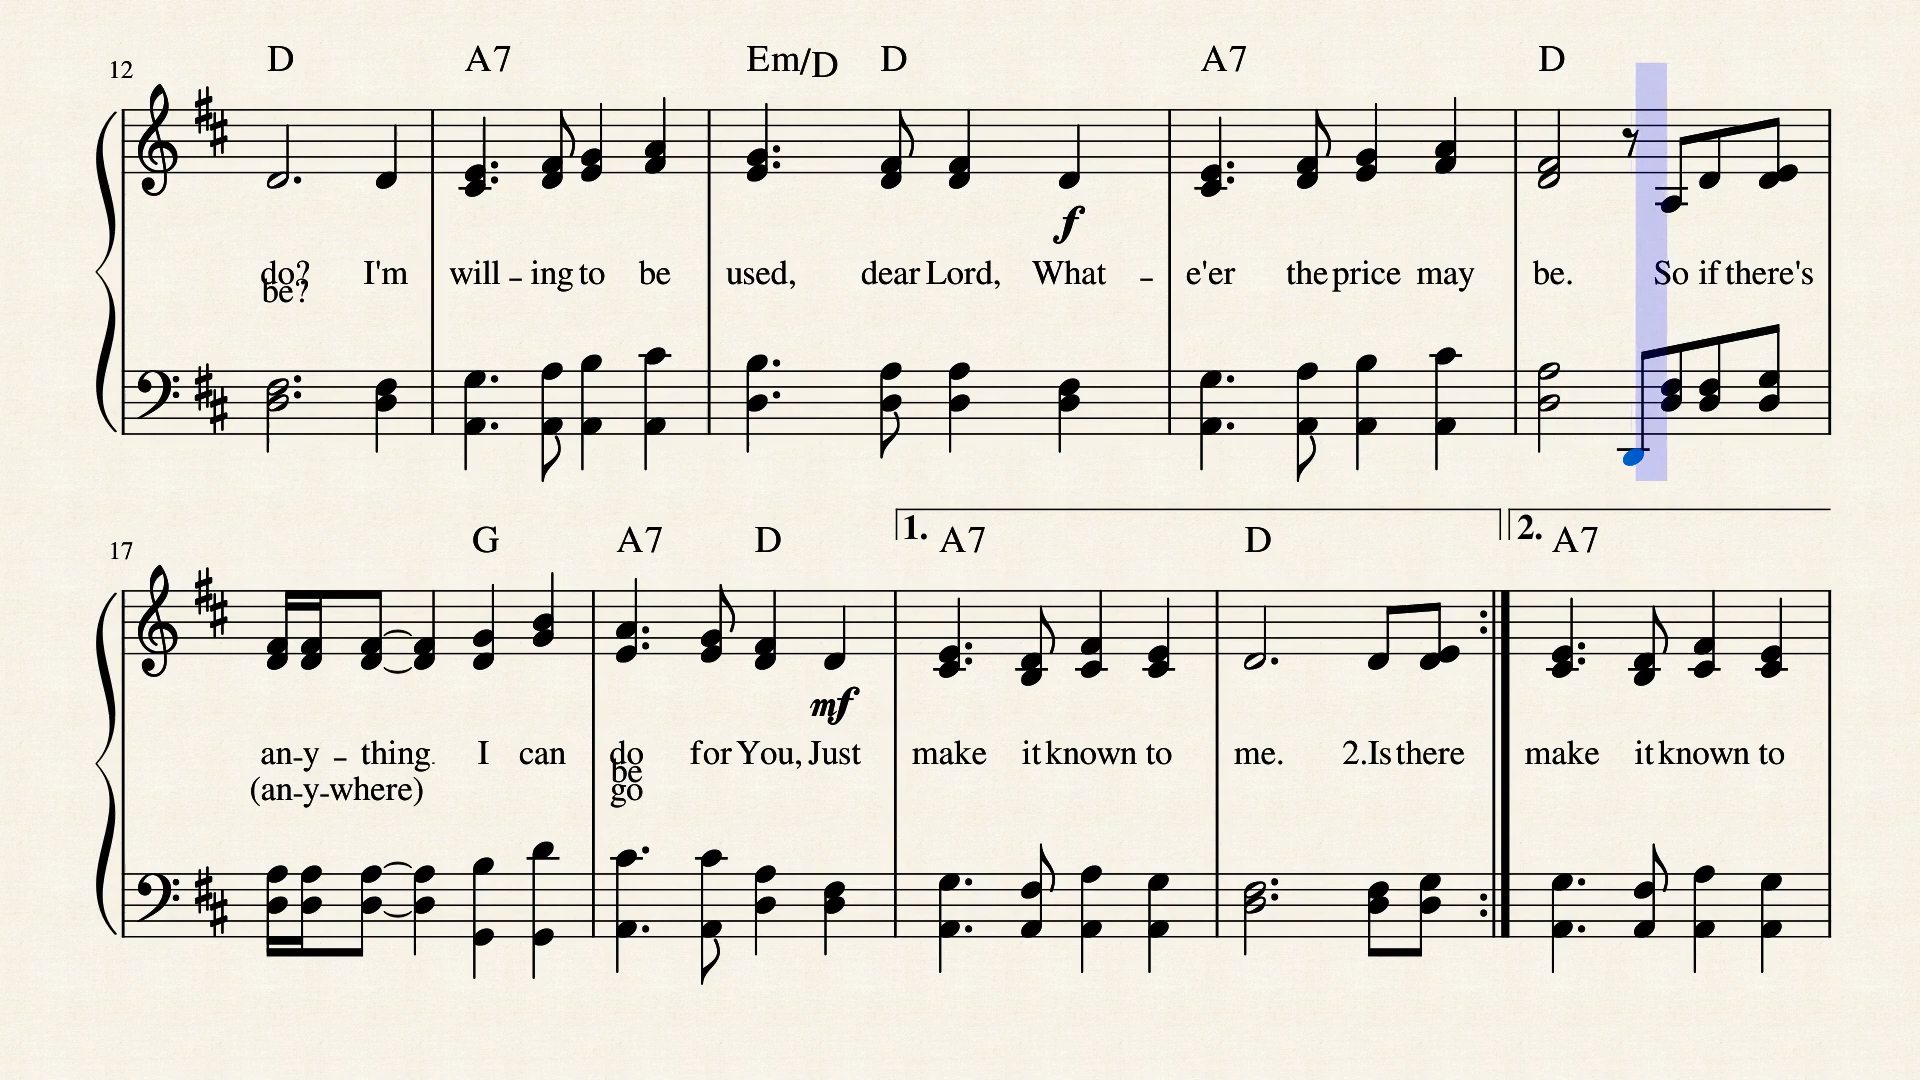 D A7 Em/D D A7 D
12
f
do? I'm will - ing to be used, dear Lord, What - e'er the price may be. So if there's
be?
1. 2.
G A7 D A7 D A7
17
mf
an-y - thing. I can do for You, Just make it known to me. 2.Is there make it known to
be
(an-y-where) go